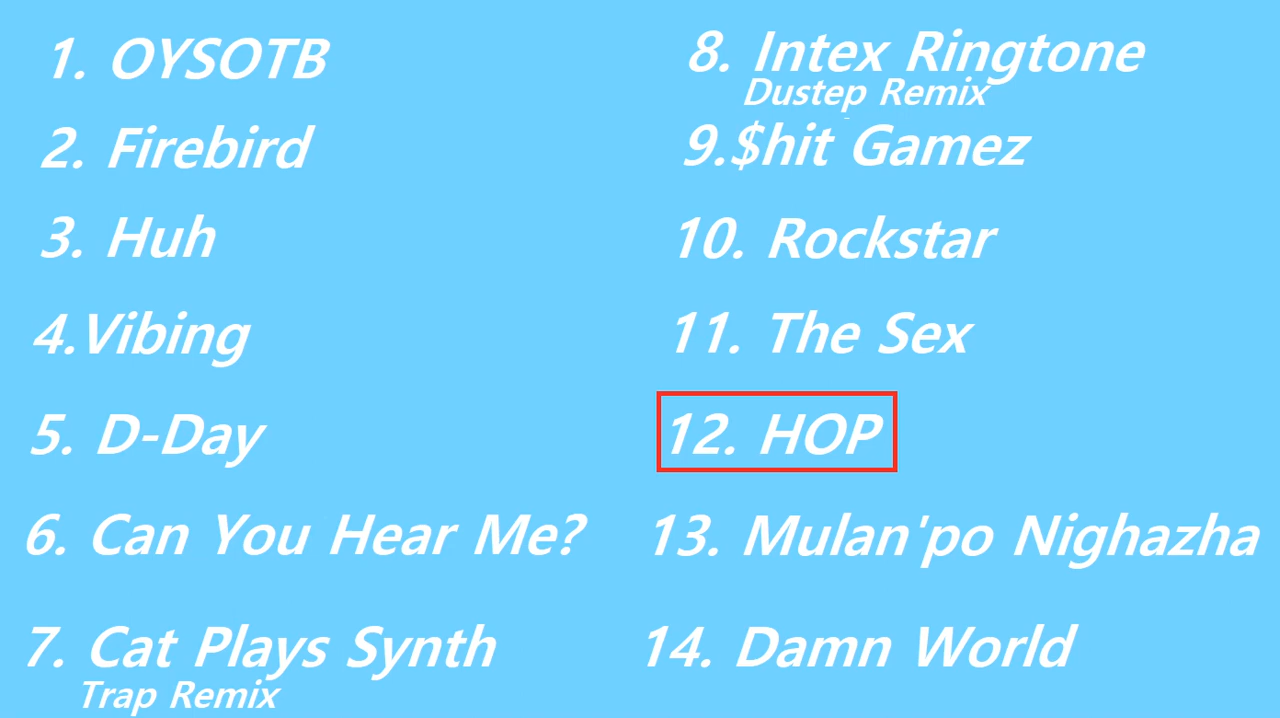 1. OYSOTB
2. Firebird
3. Huh
4.Vibing
5. D-Day
6. Can You Hear Me?
7. Cat Plays Synth
Trap Remix
8. Intex Ringtone
Dustep Remix
9.$hit Gamez
10. Rockstar
11. The Sex
12. HOP
13. Mulan'po Nighazha
14. Damn World